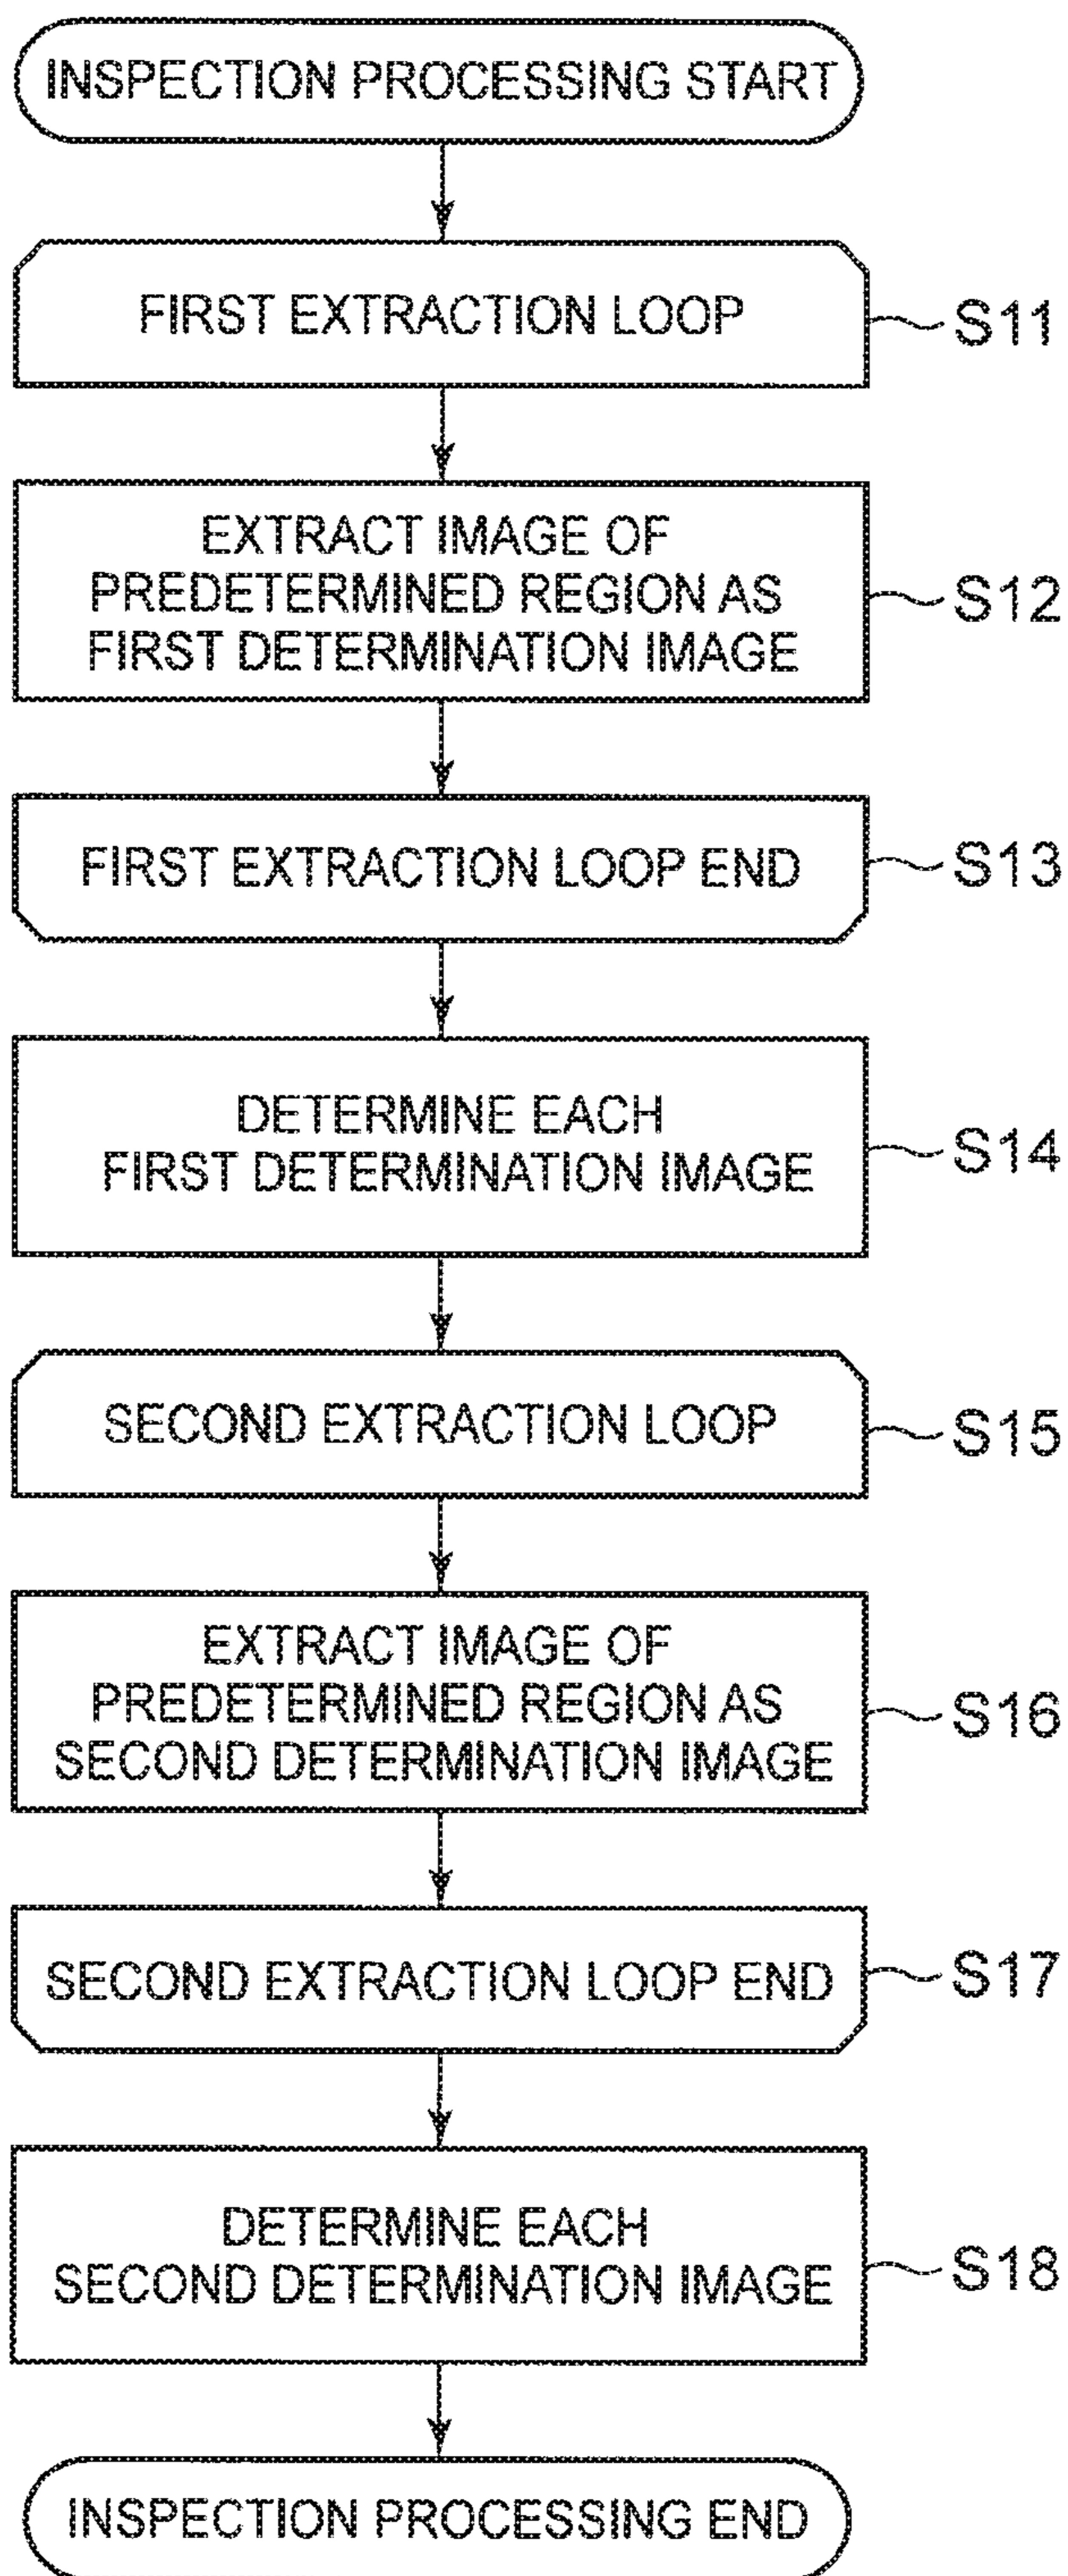 INSPECTION PROCESSING START
FIRST EXTRACTION LOOP
S11
EXTRACT IMAGE OF
PREDETERMINED REGION AS
FIRST DETERMINATION IMAGE
S12
FIRST EXTRACTION LOOP END
S13
DETERMINE EACH
FIRST DETERMINATION IMAGE
S14
SECOND EXTRACTION LOOP
S15
EXTRACT IMAGE OF
PREDETERMINED REGION AS
SECOND DETERMINATION IMAGE
S16
SECOND EXTRACTION LOOP END
S17
DETERMINE EACH
SECOND DETERMINATION IMAGE
S18
INSPECTION PROCESSING END